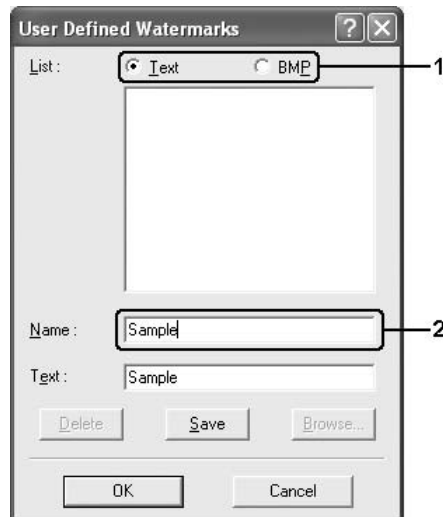 User Defined Watermarks
List : Text BMP 1
Name : Sample 2
Text : Sample
Delete Save Browse...
OK Cancel